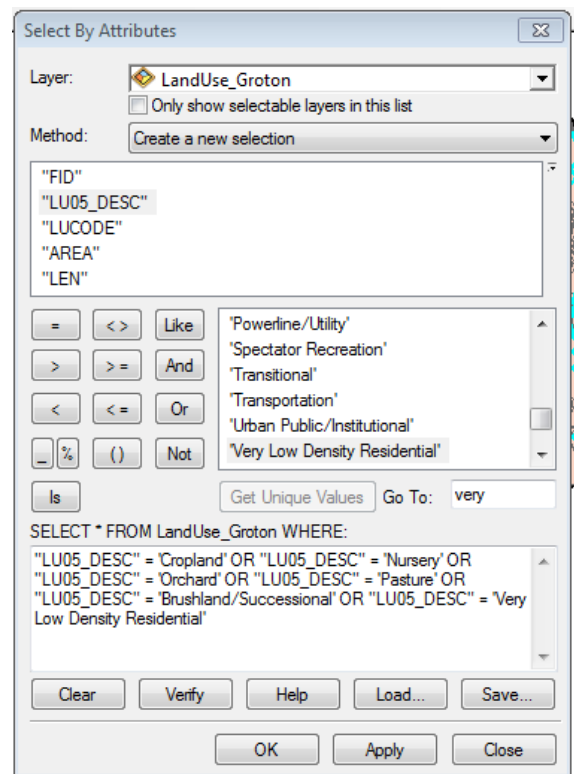 Select By Attributes
Layer: LandUse_Groton
Only show selectable layers in this list
Method: Create a new selection
"FID"
"LU05_DESC"
"LUCODE"
"AREA"
"LEN"
= < > Like
> > = And
< < = Or
_ % ( ) Not
Is
'Powerline/Utility'
'Spectator Recreation'
'Transitional'
'Transportation'
'Urban Public/Institutional'
'Very Low Density Residential'
Get Unique Values Go To: very
SELECT * FROM LandUse_Groton WHERE:
"LU05_DESC" = 'Cropland' OR "LU05_DESC" = 'Nursery' OR
"LU05_DESC" = 'Orchard' OR "LU05_DESC" = 'Pasture' OR
"LU05_DESC" = 'Brushland/Successional' OR "LU05_DESC" = 'Very
Low Density Residential'
Clear Verify Help Load... Save...
OK Apply Close